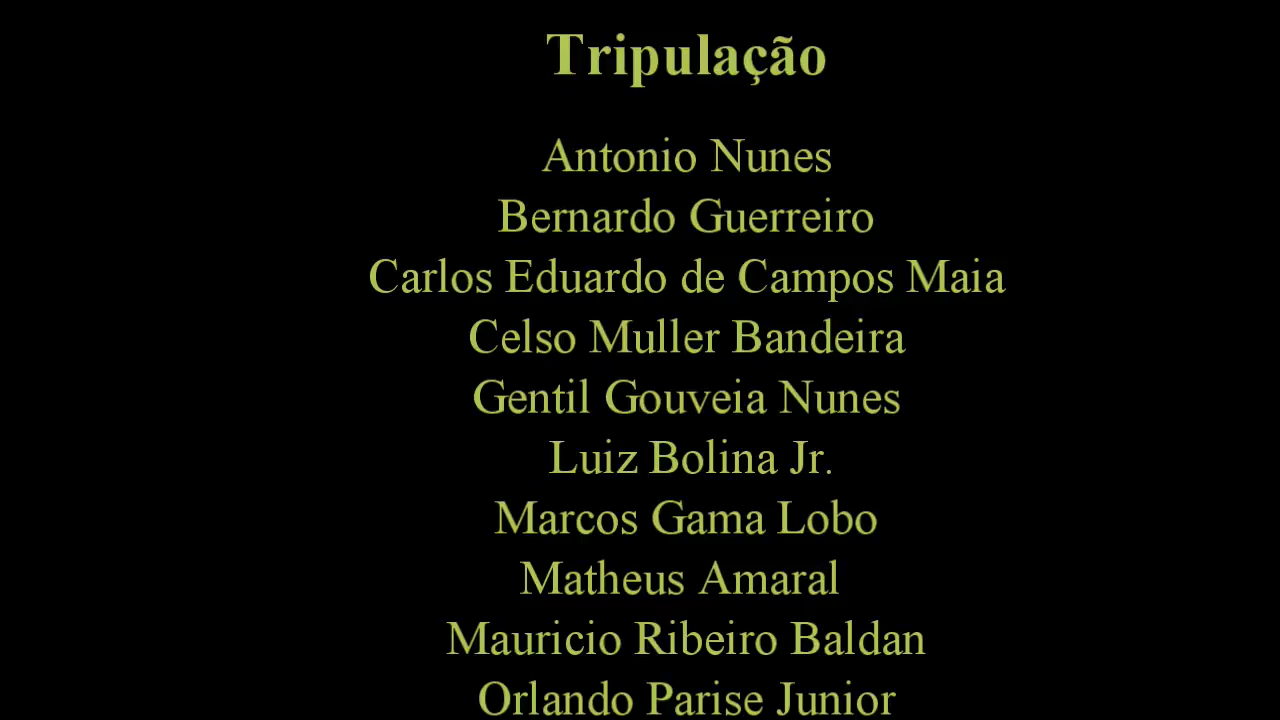 Tripulação
Antonio Nunes
Bernardo Guerreiro
Carlos Eduardo de Campos Maia
Celso Muller Bandeira
Gentil Gouveia Nunes
Luiz Bolina Jr.
Marcos Gama Lobo
Matheus Amaral
Mauricio Ribeiro Baldan
Orlando Parise Junior